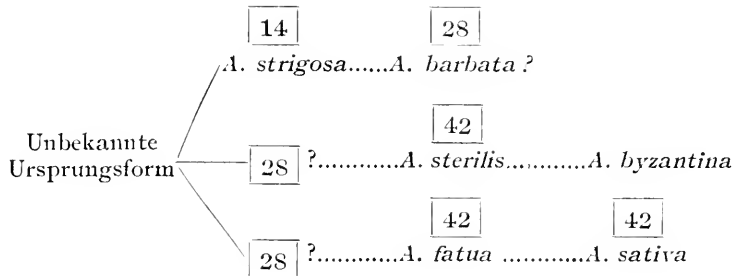 14 28
A. strigosa......A. barbata ?
42
Unbekannte
Ursprungsform
28 ?............A. sterilis............A. byzantina
42 42
28 ?............A. fatua ............A. sativa